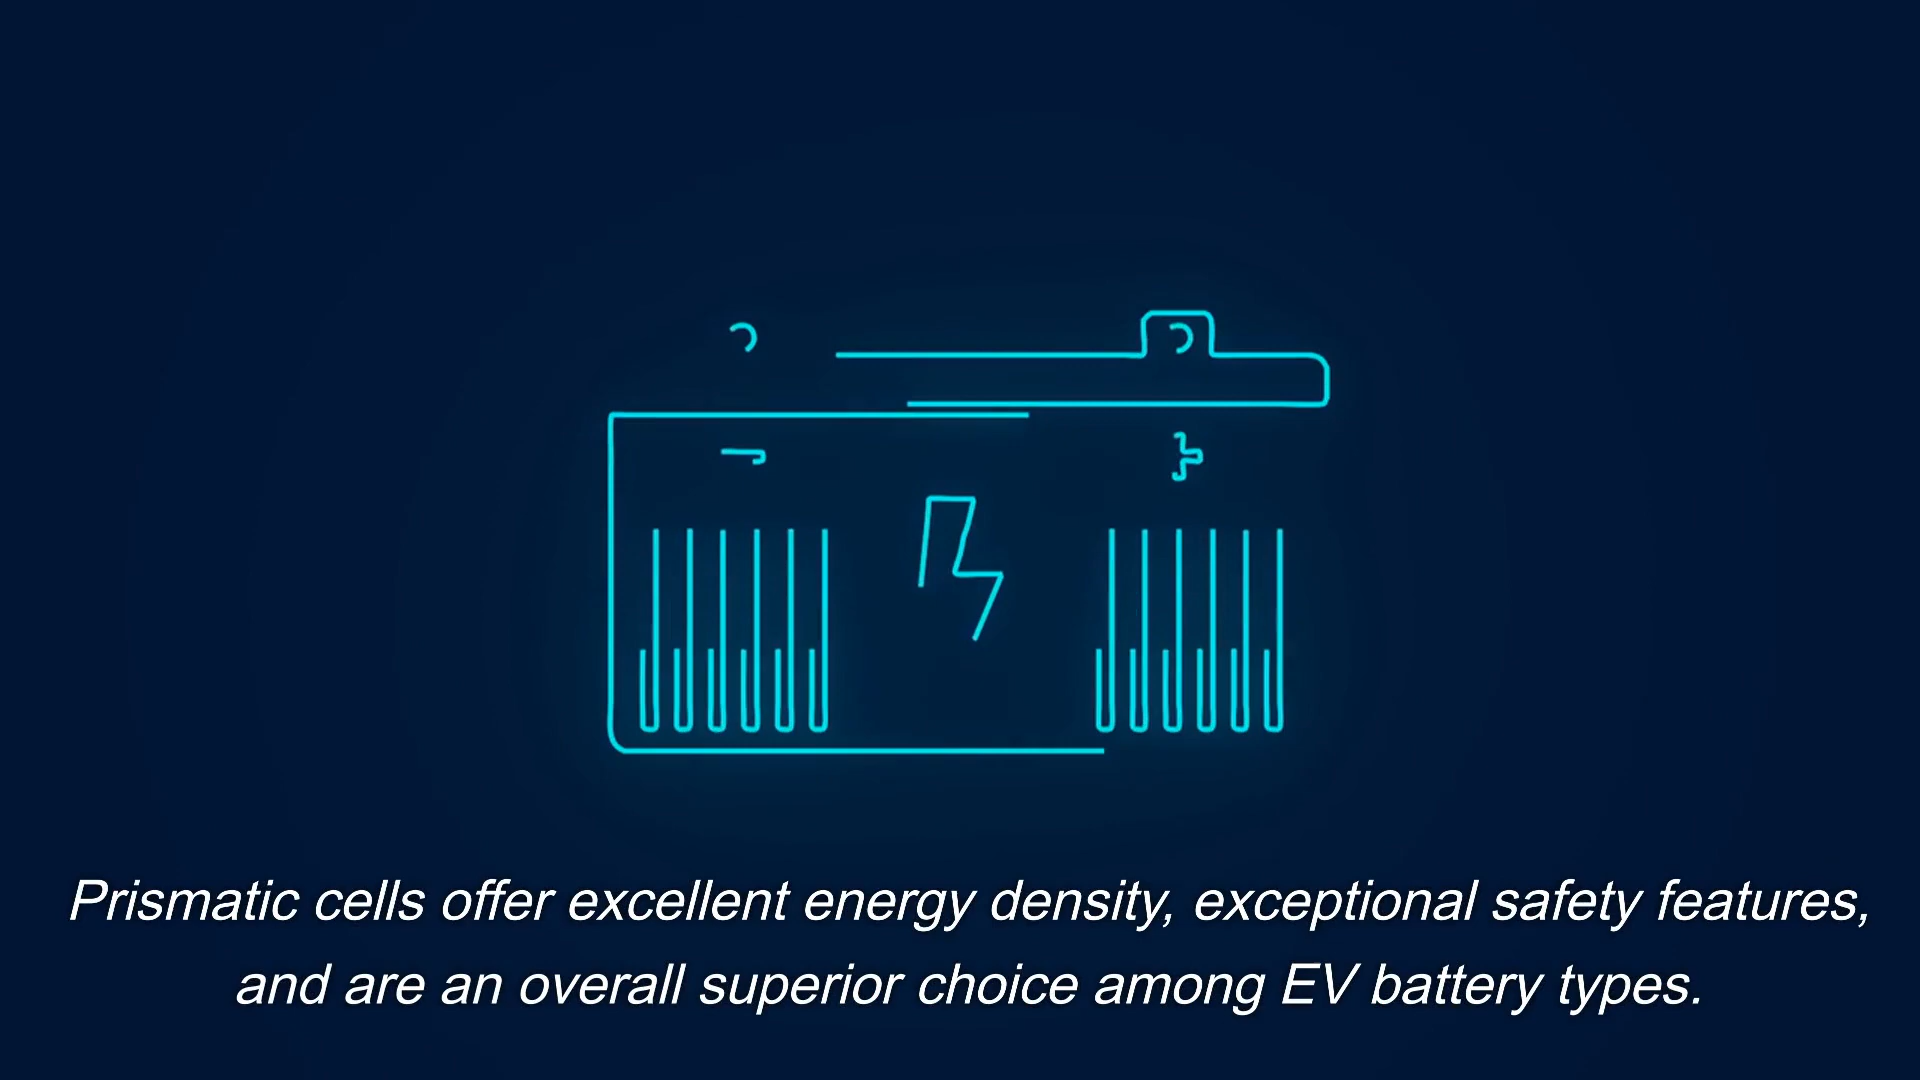 Prismatic cells offer excellent energy density, exceptional safety features,
and are an overall superior choice among EV battery types.